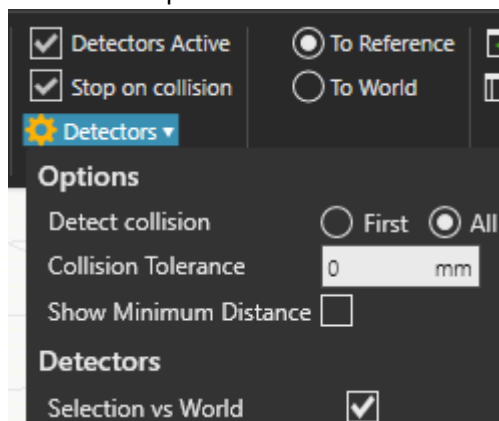 Detectors Active To Reference
Stop on collision To World
Detectors
Options
Detect collision First All
Collision Tolerance 0 mm
Show Minimum Distance
Detectors
Selection vs World